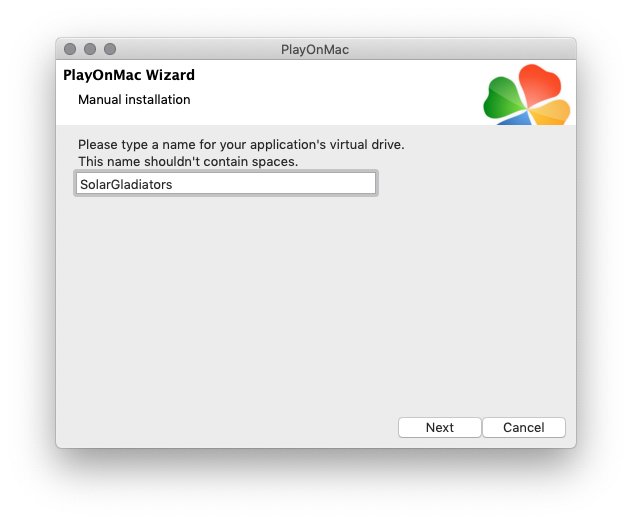 PlayOnMac
PlayOnMac Wizard
Manual installation
Please type a name for your application's virtual drive.
This name shouldn't contain spaces.
SolarGladiators
Next
Cancel